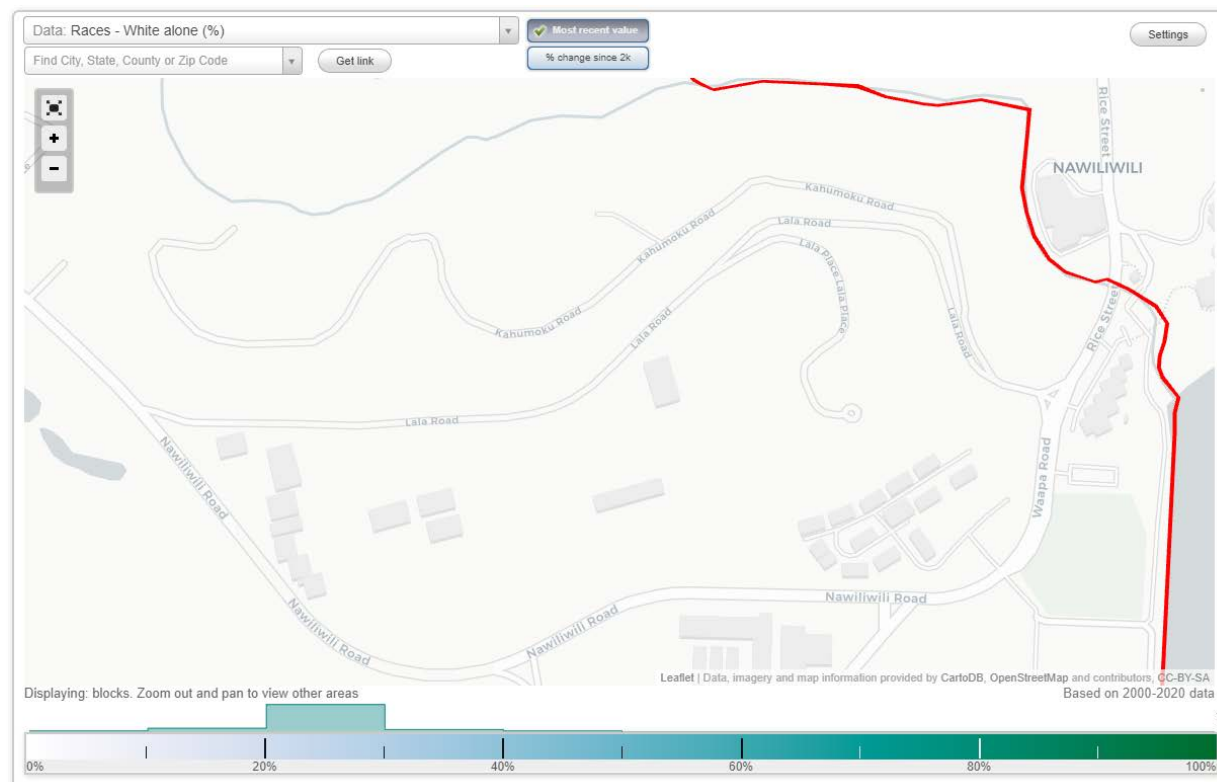 Data: Races - White alone (%)
Most recent value
Settings
Find City, State, County or Zip Code
Get link
% change since 2k
+
−
Rice Street
NAWILIWILI
Kahumoku Road
Kahumoku Road
Lala Road
Lala Place
Lala Place
Kahumoku Road
Lala Road
Lala Road
Rice Street
Lala Road
Nawiliwili Road
Waapa Road
Nawiliwili Road
Nawiliwili Road
Nawiliwili Road
Leaflet | Data, imagery and map information provided by CartoDB, OpenStreetMap and contributors, CC-BY-SA
Displaying: blocks. Zoom out and pan to view other areas
Based on 2000-2020 data
0% 20% 40% 60% 80% 100%